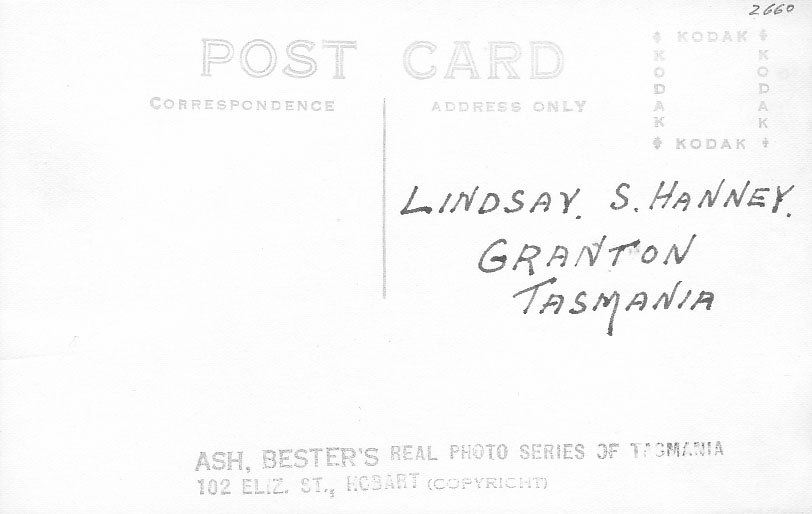 2660
POST CARD
CORRESPONDENCE
ADDRESS ONLY
KODAK
KODAK
KODAK
KODAK
LINDSAY. S. HANNEY.
GRANTON
TASMANIA
ASH, BESTER'S REAL PHOTO SERIES OF TASMANIA
102 ELIZ. ST., HOBART (COPYRIGHT)